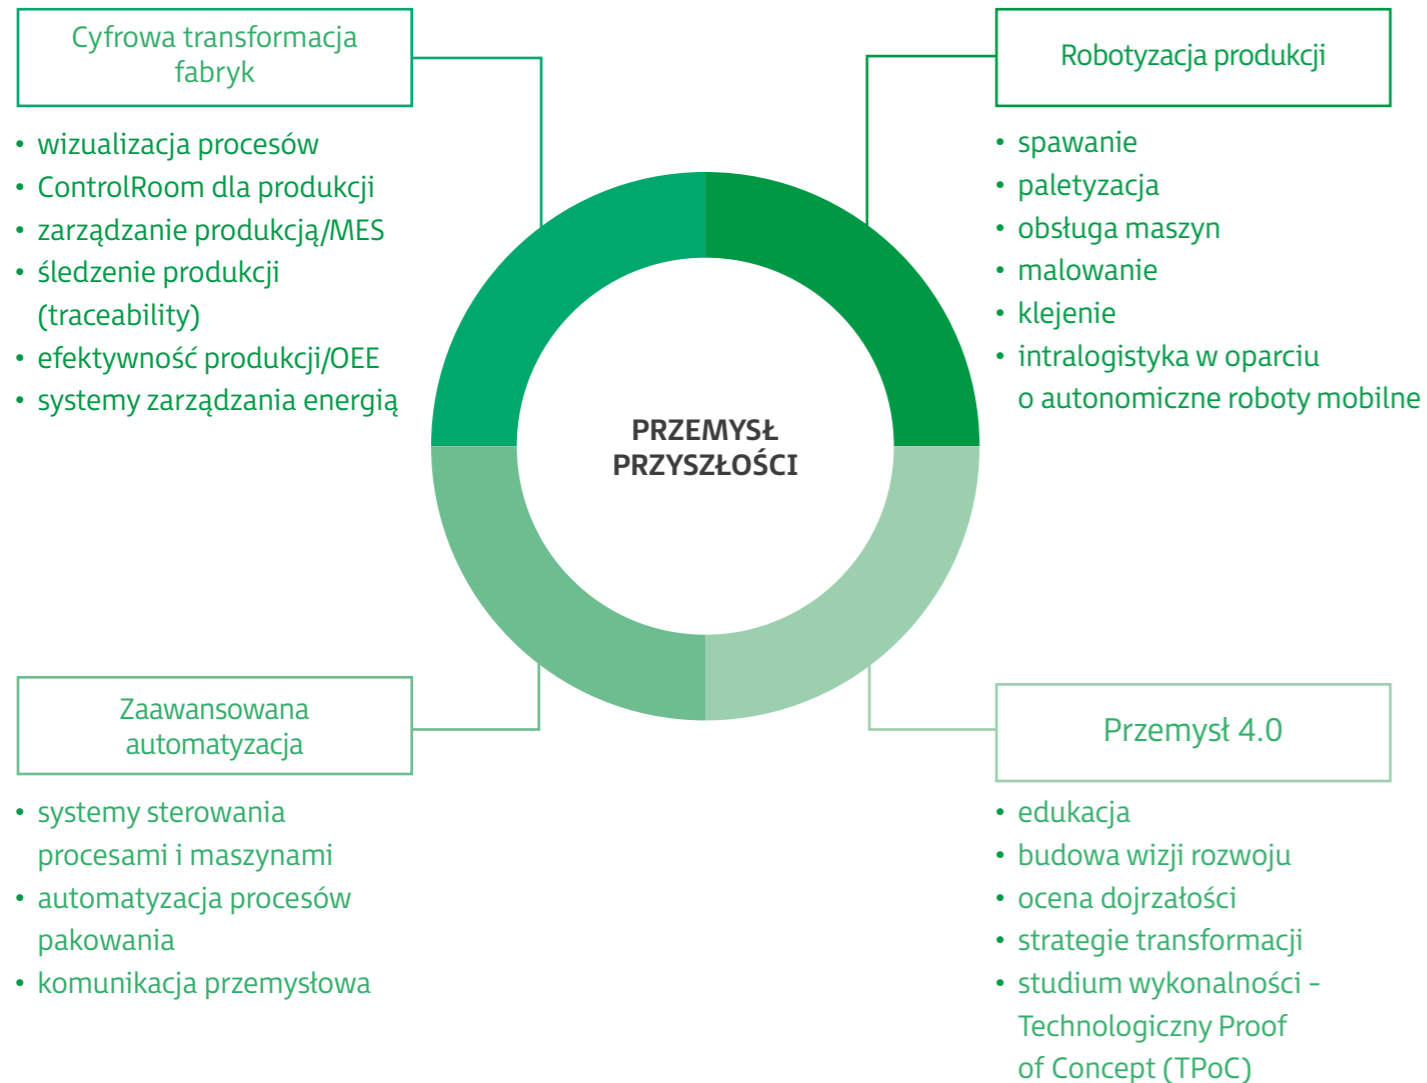 Cyfrowa transformacja
fabryk
• wizualizacja procesów
• ControlRoom dla produkcji
• zarządzanie produkcją/MES
• śledzenie produkcji
(traceability)
• efektywność produkcji/OEE
• systemy zarządzania energią
Robotyzacja produkcji
• spawanie
• paletyzacja
• obsługa maszyn
• malowanie
• klejenie
• intralogistyka w oparciu
o autonomiczne roboty mobilne
PRZEMYSŁ
PRZYSZŁOŚCI
Zaawansowana
automatyzacja
• systemy sterowania
procesami i maszynami
• automatyzacja procesów
pakowania
• komunikacja przemysłowa
Przemysł 4.0
• edukacja
• budowa wizji rozwoju
• ocena dojrzałości
• strategie transformacji
• studium wykonalności –
Technologiczny Proof
of Concept (TPoC)